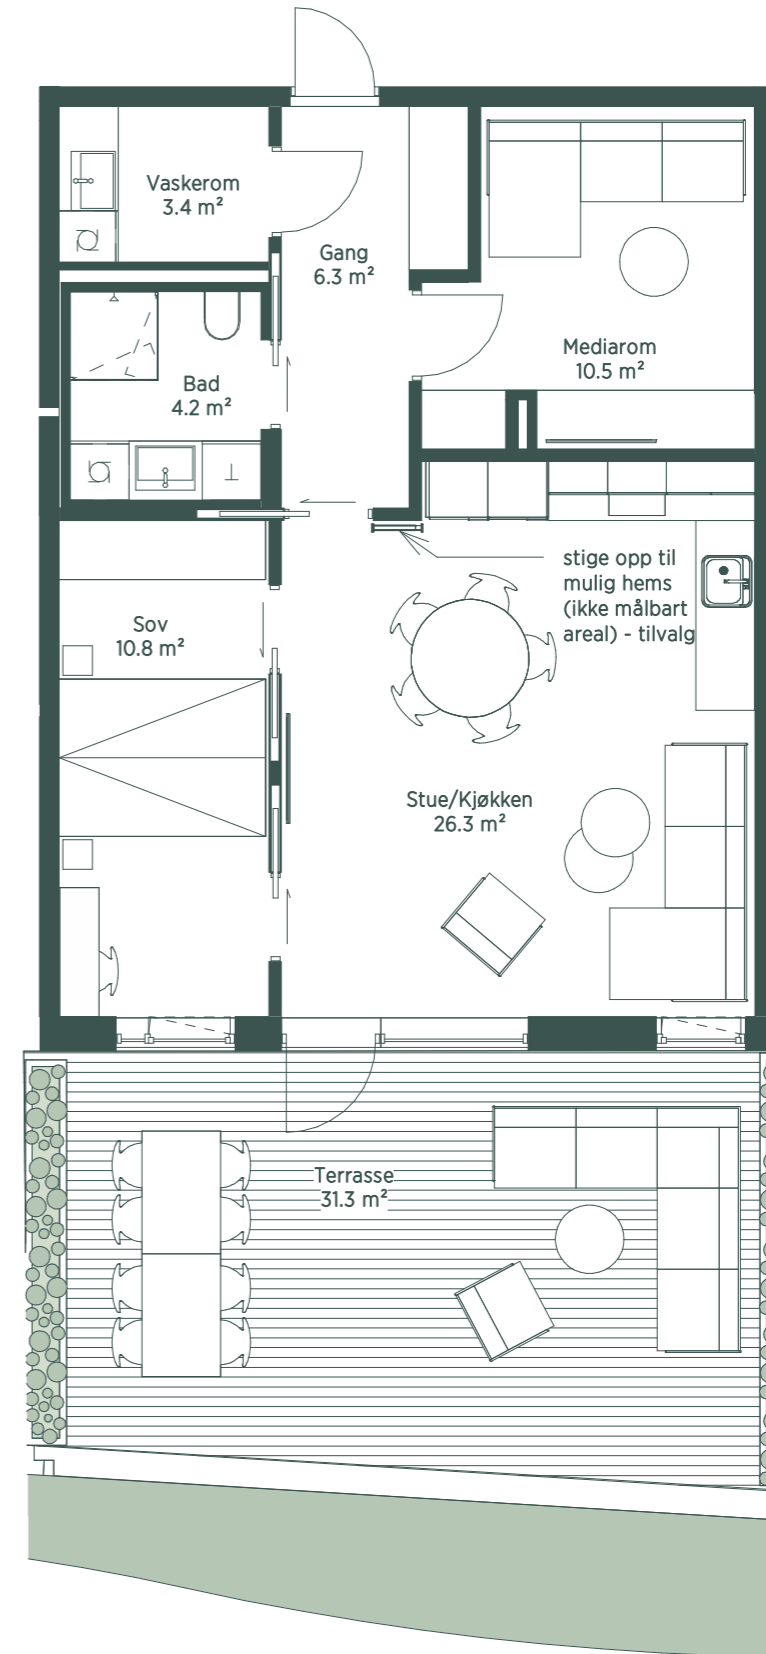 Vaskerom
3.4 m²
Gang
6.3 m²
Mediarom
10.5 m²
Bad
4.2 m²
stige opp til
mulig hems
(ikke målbart
areal) - tilvalg
Sov
10.8 m²
Stue/Kjøkken
26.3 m²
Terrasse
31.3 m²